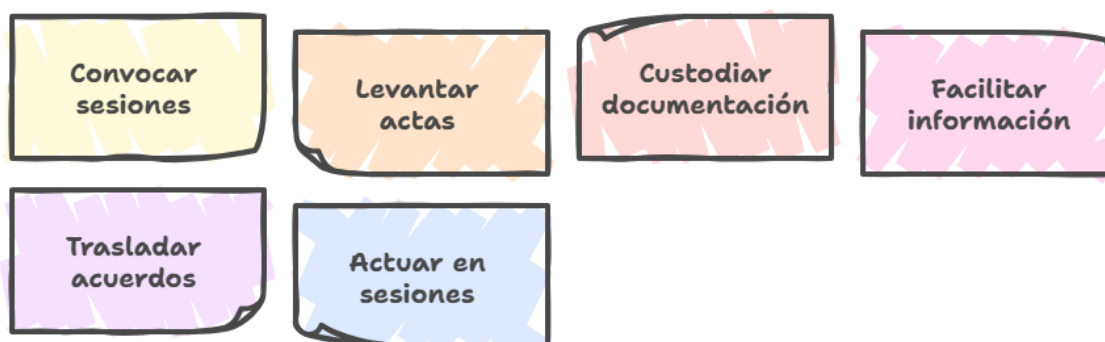 Convocar
sesiones
Levantar
actas
Custodiar
documentación
Facilitar
información
Trasladar
acuerdos
Actuar en
sesiones